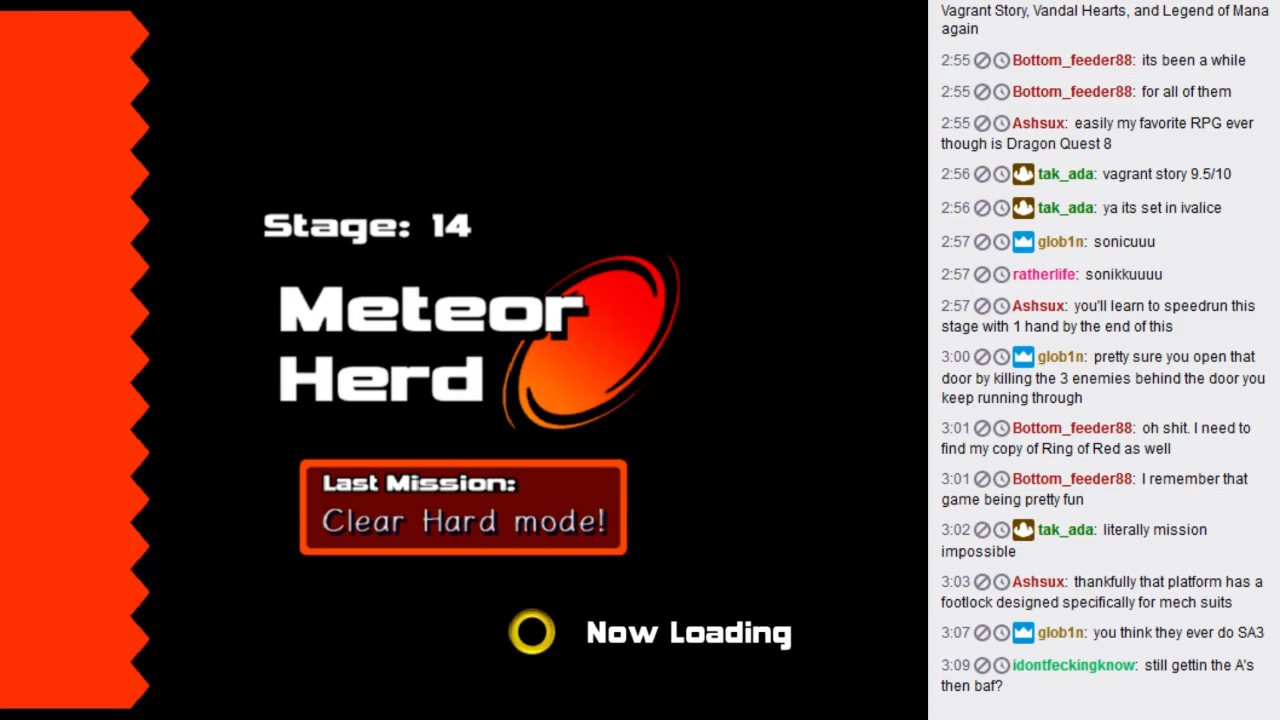 Stage: 14
Meteor
Herd
Last Mission:
Clear Hard mode!
Now Loading
Vagrant Story, Vandal Hearts, and Legend of Mana
again
2:55 Bottom_feeder88: its been a while
2:55 Bottom_feeder88: for all of them
2:55 Ashsux: easily my favorite RPG ever
though is Dragon Quest 8
2:56 tak_ada: vagrant story 9.5/10
2:56 tak_ada: ya its set in ivalice
2:57 glob1n: sonicuuu
2:57 ratherlife: sonikkuuuu
2:57 Ashsux: you'll learn to speedrun this
stage with 1 hand by the end of this
3:00 glob1n: pretty sure you open that
door by killing the 3 enemies behind the door you
keep running through
3:01 Bottom_feeder88: oh shit. I need to
find my copy of Ring of Red as well
3:01 Bottom_feeder88: I remember that
game being pretty fun
3:02 tak_ada: literally mission
impossible
3:03 Ashsux: thankfully that platform has a
footlock designed specifically for mech suits
3:07 glob1n: you think they ever do SA3
3:09 idontfeckingknow: still gettin the A's
then baf?